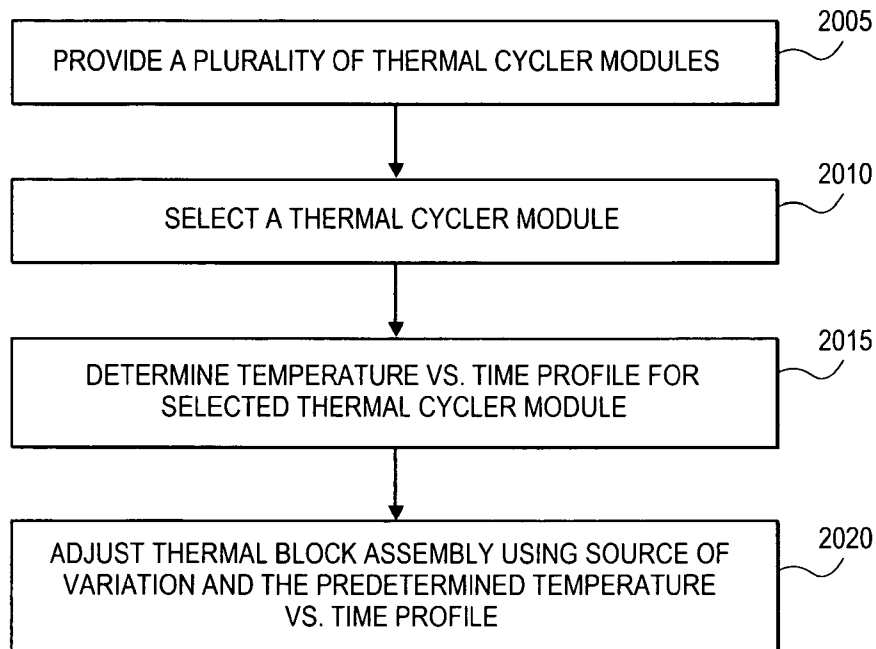 2005
PROVIDE A PLURALITY OF THERMAL CYCLER MODULES
2010
SELECT A THERMAL CYCLER MODULE
2015
DETERMINE TEMPERATURE VS. TIME PROFILE FOR
SELECTED THERMAL CYCLER MODULE
2020
ADJUST THERMAL BLOCK ASSEMBLY USING SOURCE OF
VARIATION AND THE PREDETERMINED TEMPERATURE
VS. TIME PROFILE